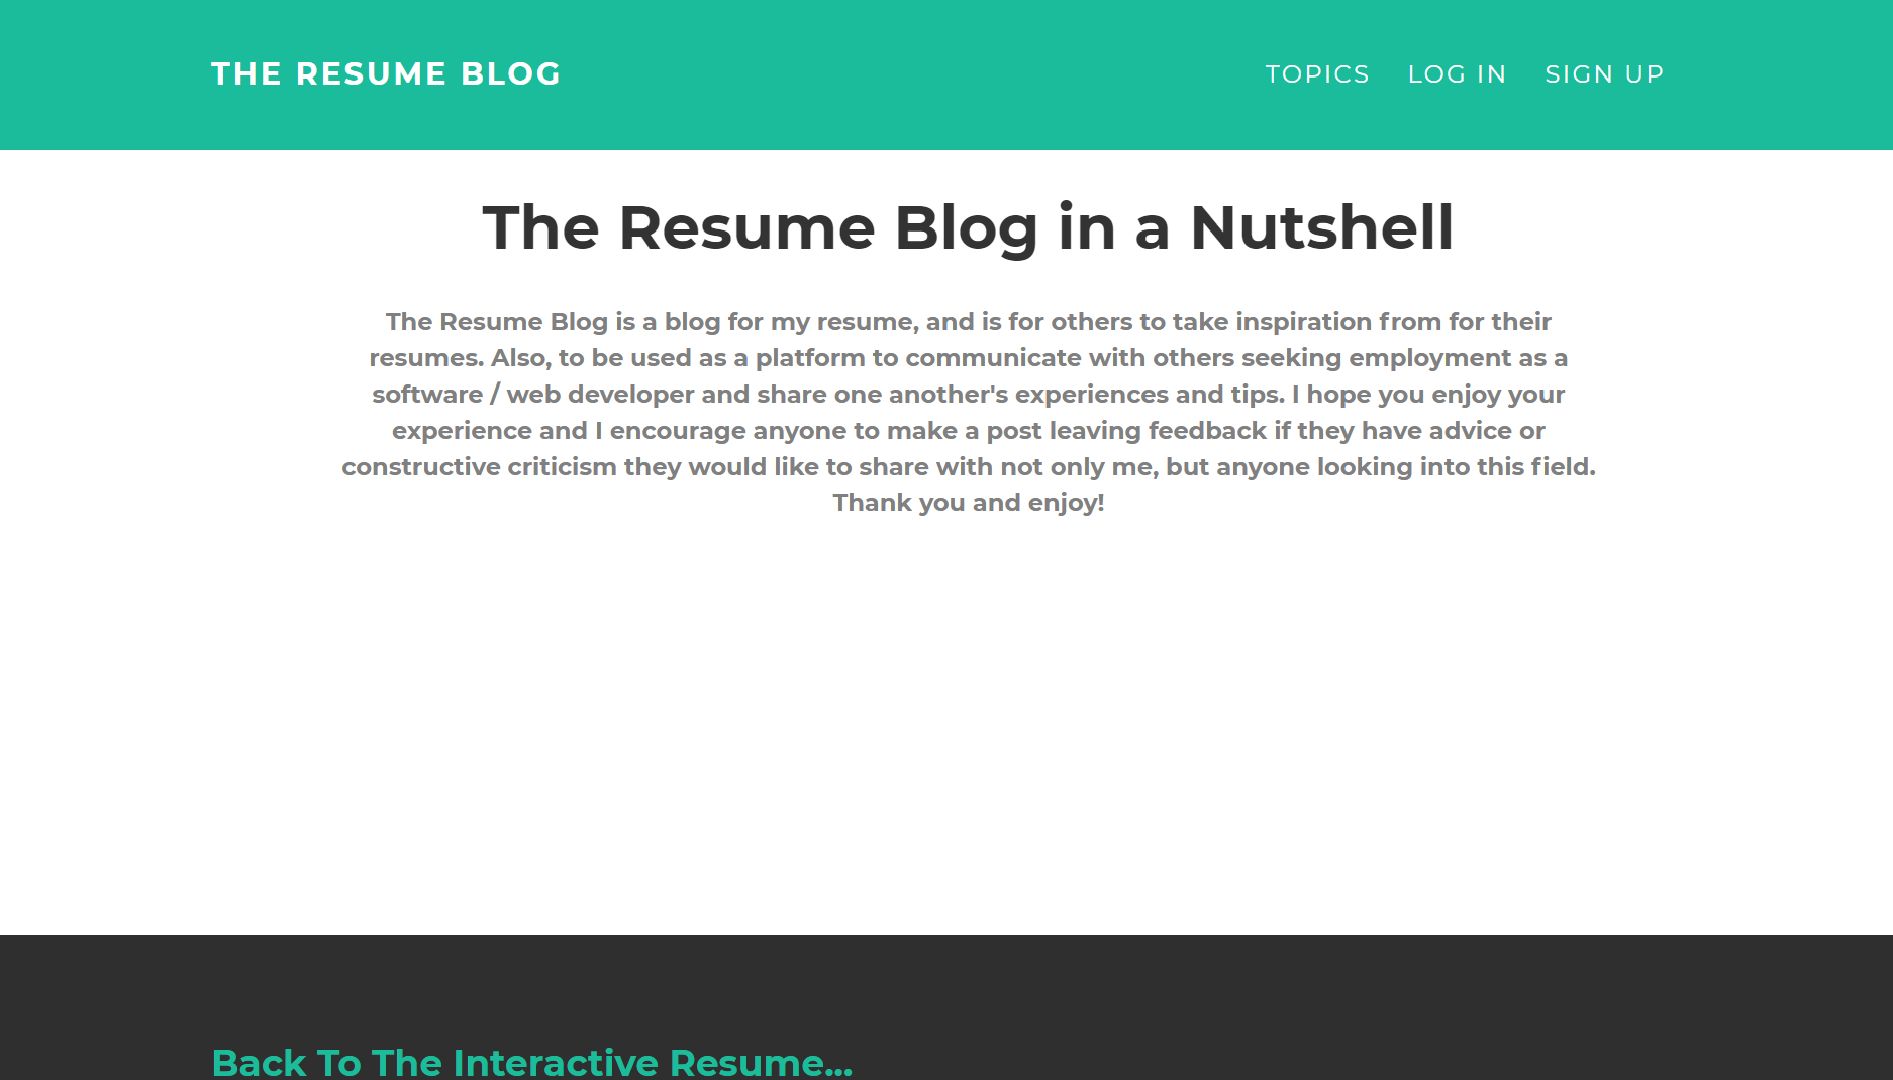 THE RESUME BLOG
TOPICS LOG IN SIGN UP
The Resume Blog in a Nutshell
The Resume Blog is a blog for my resume, and is for others to take inspiration from for their
resumes. Also, to be used as a platform to communicate with others seeking employment as a
software / web developer and share one another's experiences and tips. I hope you enjoy your
experience and I encourage anyone to make a post leaving feedback if they have advice or
constructive criticism they would like to share with not only me, but anyone looking into this field.
Thank you and enjoy!
Back To The Interactive Resume...